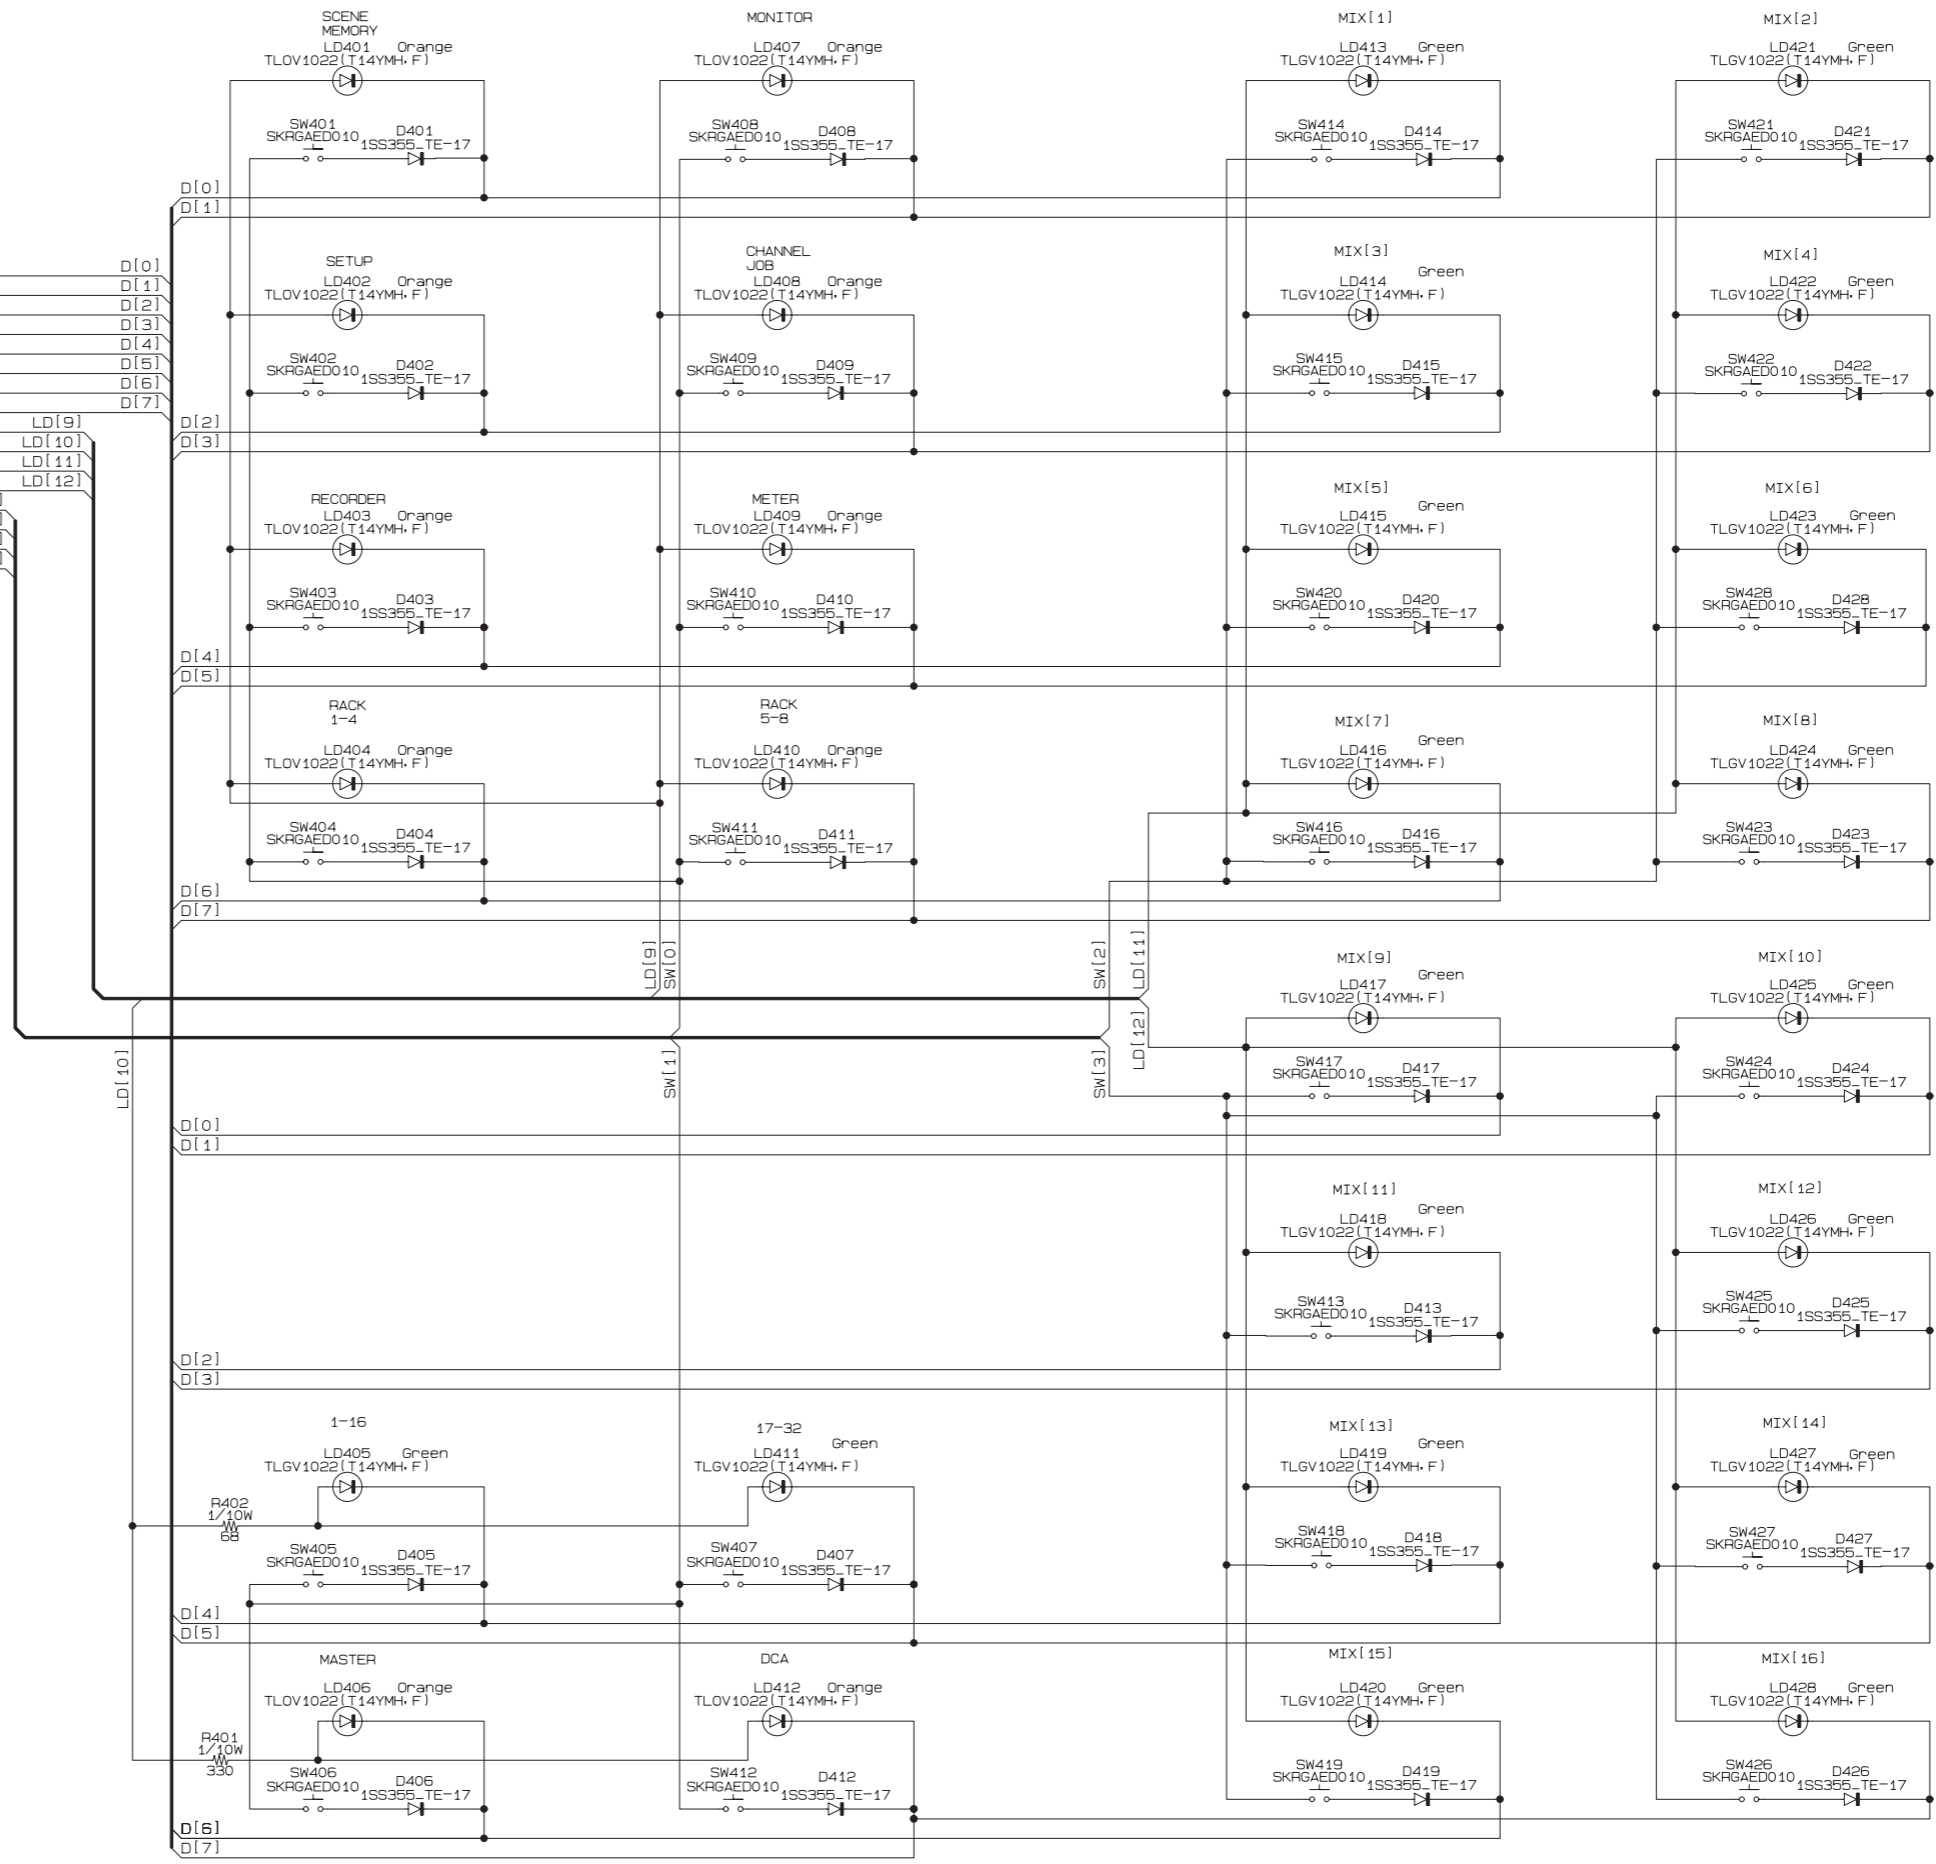 SCENE
MEMORY
LD401 Orange
TLOV1022(T14YMH,F)
SW401
SKRGAED010
D401
1SS355_TE-17
MONITOR
LD407 Orange
TLOV1022(T14YMH,F)
SW408
SKRGAED010
D408
1SS355_TE-17
MIX[1]
LD413 Green
TLGV1022(T14YMH,F)
SW414
SKRGAED010
D414
1SS355_TE-17
MIX[2]
LD421 Green
TLGV1022(T14YMH,F)
SW421
SKRGAED010
D421
1SS355_TE-17
D[0]
D[1]
D[0]
D[1]
D[2]
D[3]
D[4]
D[5]
D[6]
D[7]
LD[9]
LD[10]
LD[11]
LD[12]
]
]
]
]
SETUP
LD402 Orange
TLOV1022(T14YMH,F)
SW402
SKRGAED010
D402
1SS355_TE-17
CHANNEL
JOB
LD408 Orange
TLOV1022(T14YMH,F)
SW409
SKRGAED010
D409
1SS355_TE-17
MIX[3]
Green
LD414
TLGV1022(T14YMH,F)
SW415
SKRGAED010
D415
1SS355_TE-17
MIX[4]
LD422 Green
TLGV1022(T14YMH,F)
SW422
SKRGAED010
D422
1SS355_TE-17
D[2]
D[3]
RECORDER
LD403 Orange
TLOV1022(T14YMH,F)
SW403
SKRGAED010
D403
1SS355_TE-17
METER
LD409 Orange
TLOV1022(T14YMH,F)
SW410
SKRGAED010
D410
1SS355_TE-17
MIX[5]
Green
LD415
TLGV1022(T14YMH,F)
SW420
SKRGAED010
D420
1SS355_TE-17
MIX[6]
LD423 Green
TLGV1022(T14YMH,F)
SW428
SKRGAED010
D428
1SS355_TE-17
D[4]
D[5]
RACK
1-4
LD404 Orange
TLOV1022(T14YMH,F)
SW404
SKRGAED010
D404
1SS355_TE-17
RACK
5-8
LD410 Orange
TLOV1022(T14YMH,F)
SW411
SKRGAED010
D411
1SS355_TE-17
MIX[7]
Green
LD416
TLGV1022(T14YMH,F)
SW416
SKRGAED010
D416
1SS355_TE-17
MIX[8]
LD424 Green
TLGV1022(T14YMH,F)
SW423
SKRGAED010
D423
1SS355_TE-17
D[6]
D[7]
LD[9]
SW[0]
SW[2]
LD[11]
LD[10]
SW[1]
SW[3]
LD[12]
MIX[9]
Green
LD417
TLGV1022(T14YMH,F)
SW417
SKRGAED010
D417
1SS355_TE-17
MIX[10]
LD425 Green
TLGV1022(T14YMH,F)
SW424
SKRGAED010
D424
1SS355_TE-17
D[0]
D[1]
MIX[11]
Green
LD418
TLGV1022(T14YMH,F)
SW413
SKRGAED010
D413
1SS355_TE-17
MIX[12]
LD426 Green
TLGV1022(T14YMH,F)
SW425
SKRGAED010
D425
1SS355_TE-17
D[2]
D[3]
1-16
LD405 Green
TLGV1022(T14YMH,F)
R402
1/10W
68
SW405
SKRGAED010
D405
1SS355_TE-17
17-32
Green
LD411
TLGV1022(T14YMH,F)
SW407
SKRGAED010
D407
1SS355_TE-17
MIX[13]
Green
LD419
TLGV1022(T14YMH,F)
SW418
SKRGAED010
D418
1SS355_TE-17
MIX[14]
LD427 Green
TLGV1022(T14YMH,F)
SW427
SKRGAED010
D427
1SS355_TE-17
D[4]
D[5]
MASTER
LD406 Orange
TLOV1022(T14YMH,F)
R401
1/10W
330
SW406
SKRGAED010
D406
1SS355_TE-17
DCA
LD412 Orange
TLOV1022(T14YMH,F)
SW412
SKRGAED010
D412
1SS355_TE-17
MIX[15]
LD420 Green
TLGV1022(T14YMH,F)
SW419
SKRGAED010
D419
1SS355_TE-17
MIX[16]
LD428 Green
TLGV1022(T14YMH,F)
SW426
SKRGAED010
D426
1SS355_TE-17
D[6]
D[7]